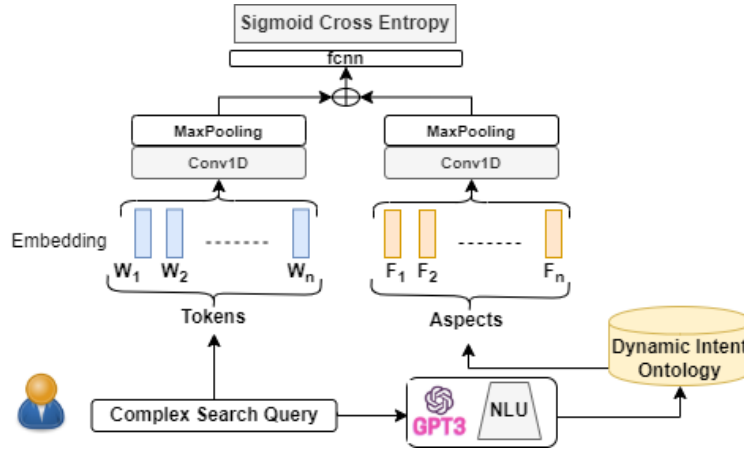 Sigmoid Cross Entropy
fcnn
MaxPooling
MaxPooling
Conv1D
Conv1D
Embedding
W1 W2 Wn
F1 F2 Fn
Tokens
Aspects
Dynamic Intent
Ontology
Complex Search Query
GPT3
NLU